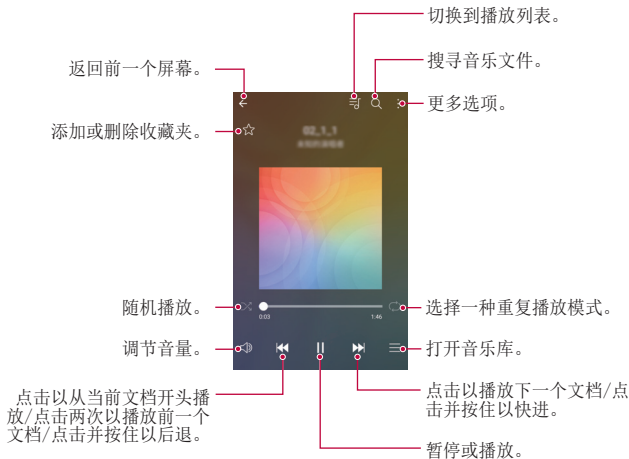 切换到播放列表。
搜寻音乐文件。
返回前一个屏幕。
更多选项。
添加或删除收藏夹。
02_1_1
随机播放。
选择一种重复播放模式。
0:03
1:46
调节音量。
打开音乐库。
点击以从当前文档开头播
放/点击两次以播放前一个
文档/点击并按住以后退。
点击以播放下一个文档/点
击并按住以快进。
暂停或播放。